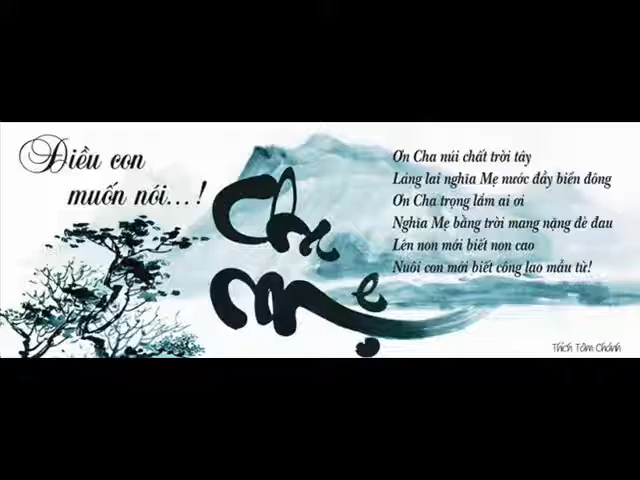 Điều con
muốn nói...!
Cha
Mẹ
Ơn Cha núi chất trời tây
Láng lai nghĩa Mẹ nước đầy biển đông
Ơn Cha trọng lắm ai ơi
Nghĩa Mẹ bằng trời mang nặng đẻ đau
Lên non mới biết non cao
Nuôi con mới biết công lao mẫu từ!
Thích Tâm Chánh